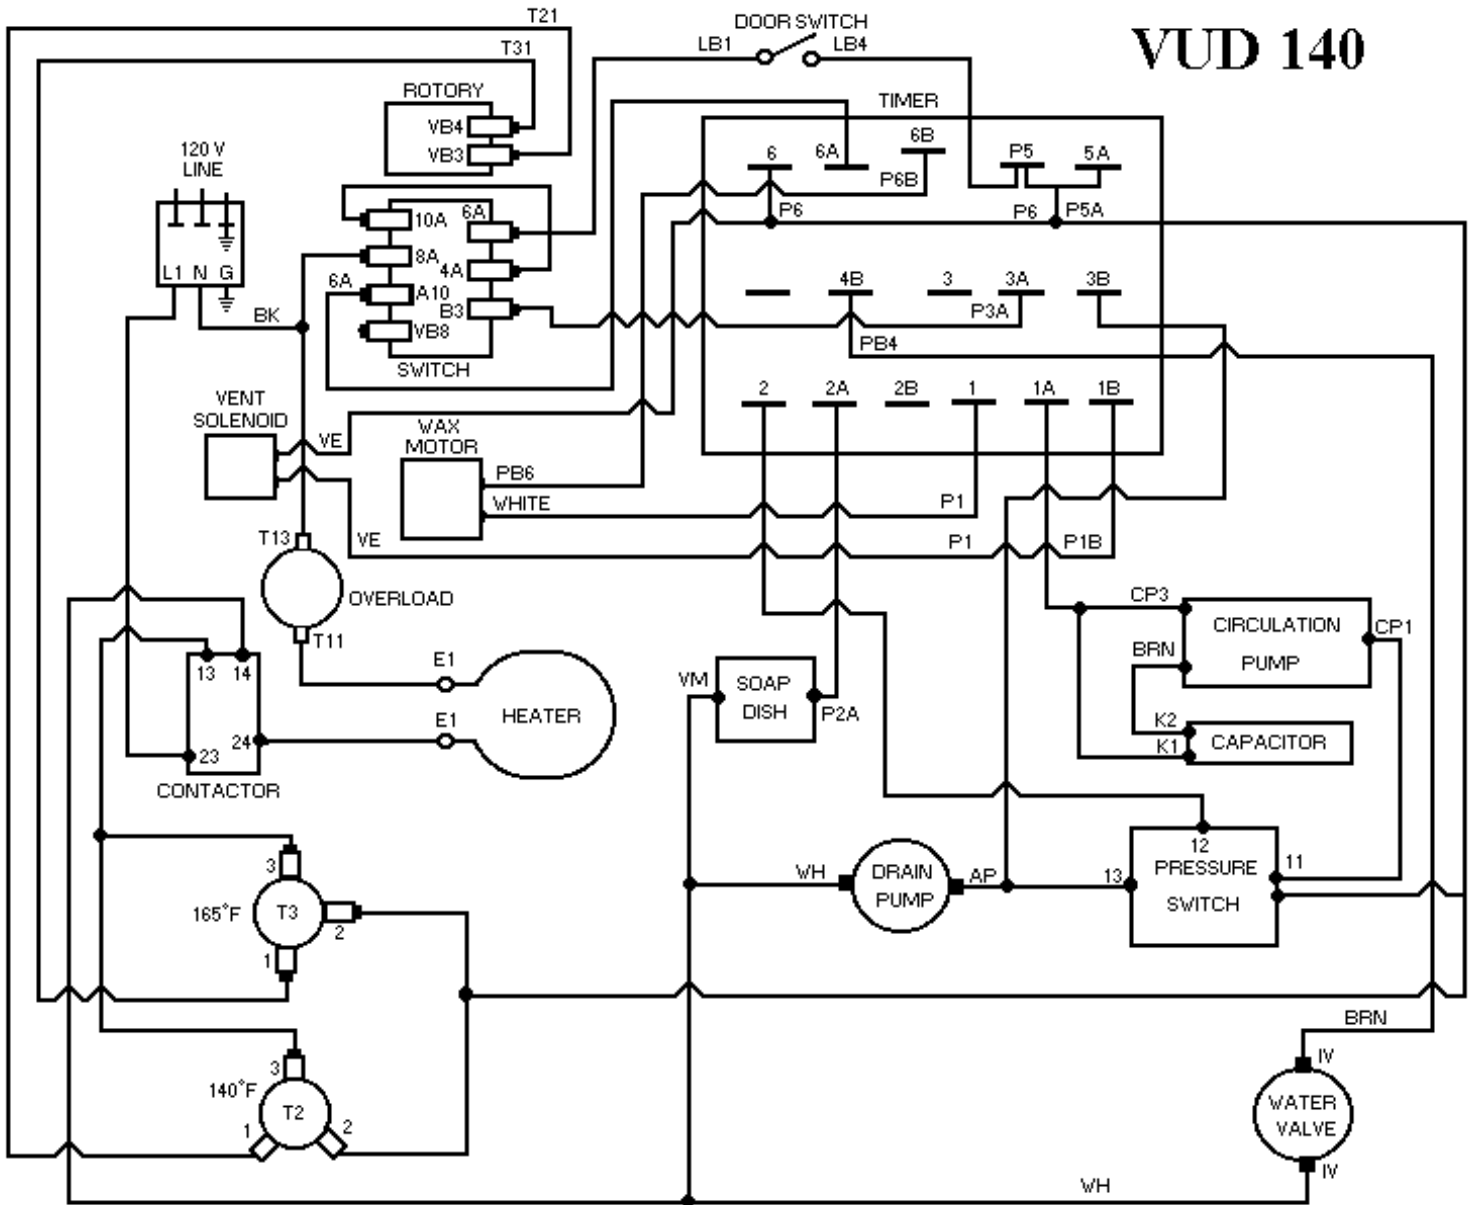 T21
DOOR SWITCH
VUD 140
LB1
LB4
T31
ROTORY
TIMER
VB4
VB3
120 V
LINE
6
6A
6B
P5
5A
P6B
10A
6A
P6
P6
P5A
8A
4A
L1 N G
6A
A10
B3
4B
3
3A
3B
P3A
BK
VB8
PB4
SWITCH
VENT
SOLENOID
2
2A
2B
1
1A
1B
VE
WAX
MOTOR
PB6
WHITE
P1
T13
VE
P1
P1B
OVERLOAD
CP3
CIRCULATION
PUMP
CP1
T11
BRN
13
14
E1
VM
SOAP
DISH
P2A
HEATER
E1
K2
K1
CAPACITOR
24
23
CONTACTOR
12
3
WH
DRAIN
PUMP
AP
13
PRESSURE
SWITCH
11
165°F
T3
2
1
BRN
IV
3
140°F
T2
1
2
WATER
VALVE
IV
WH